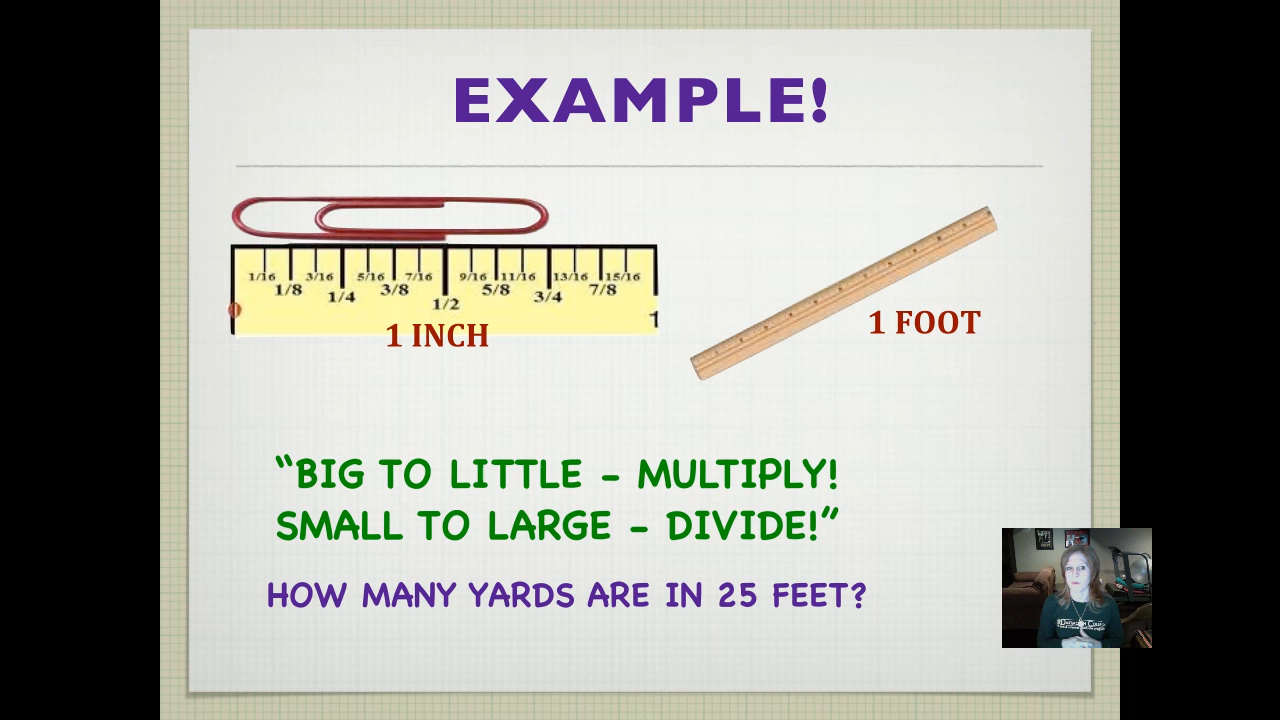 EXAMPLE!
1/16 3/16 5/16 7/16 9/16 11/16 13/16 15/16
1/8 3/8 5/8 7/8
1/4 1/2 3/4
1
1 INCH
1 FOOT
“BIG TO LITTLE – MULTIPLY!
SMALL TO LARGE – DIVIDE!”
HOW MANY YARDS ARE IN 25 FEET?